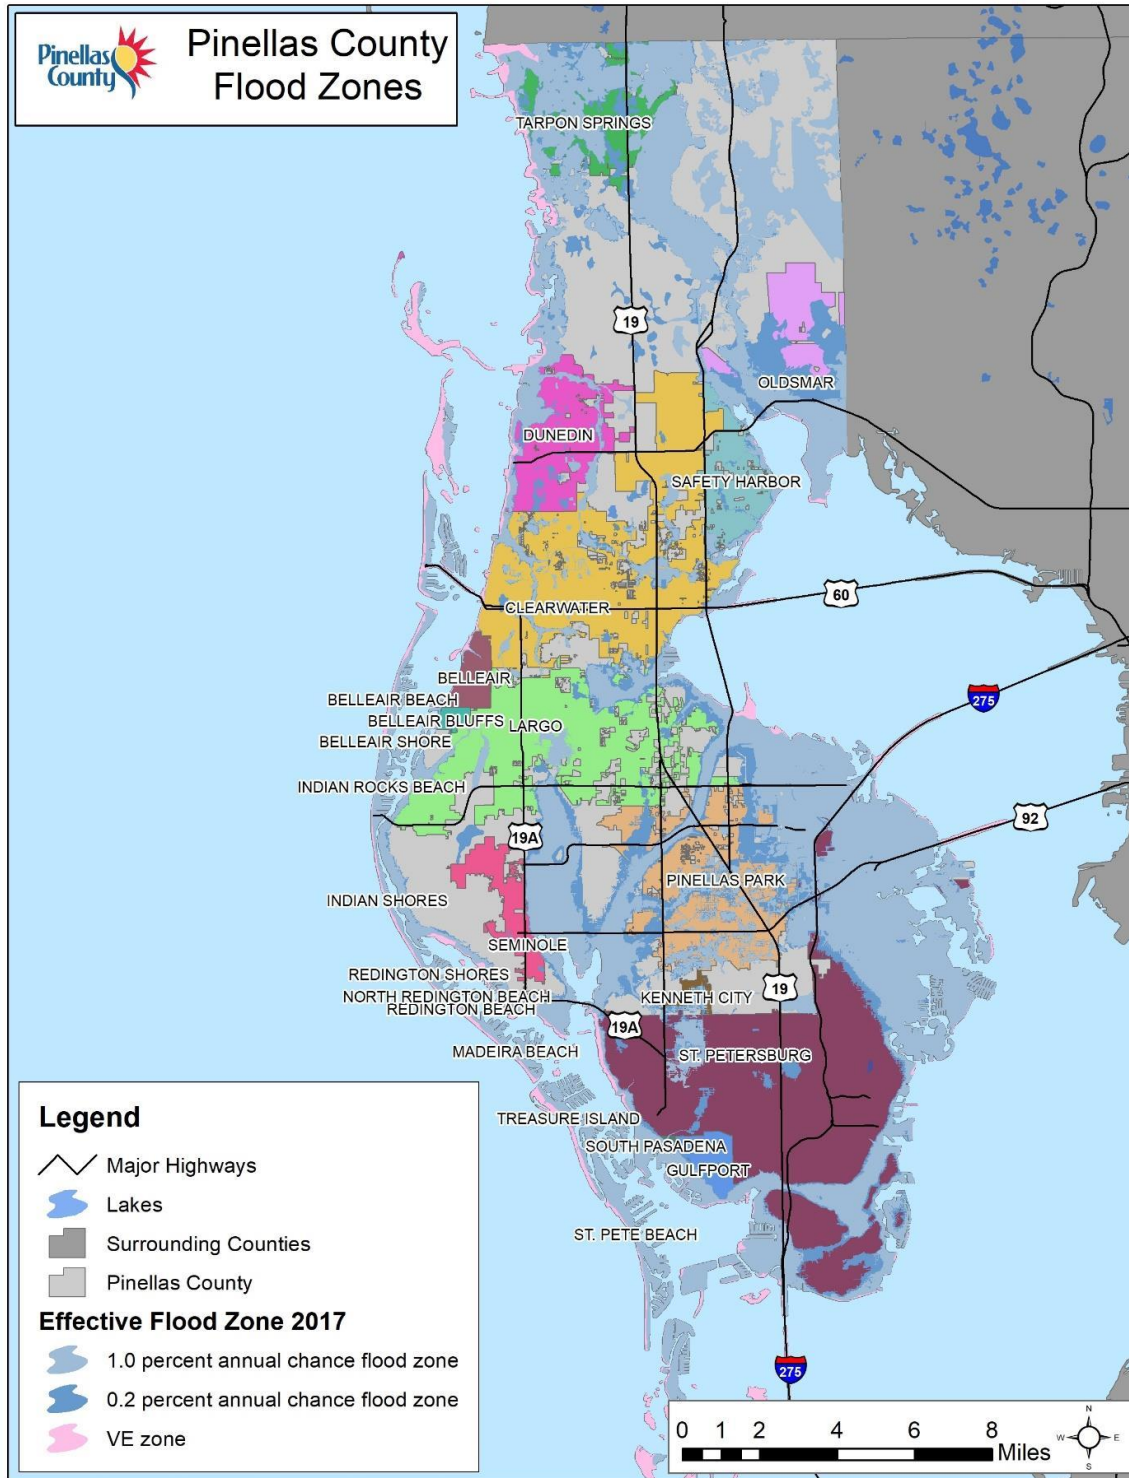 Pinellas
County
Pinellas County
Flood Zones
TARPON SPRINGS
19
OLDSMAR
DUNEDIN
SAFETY HARBOR
60
CLEARWATER
BELLEAIR
BELLEAIR BEACH
275
BELLEAIR BLUFFS
LARGO
BELLEAIR SHORE
INDIAN ROCKS BEACH
92
19A
PINELLAS PARK
INDIAN SHORES
SEMINOLE
REDINGTON SHORES
19
NORTH REDINGTON BEACH
KENNETH CITY
REDINGTON BEACH
19A
MADEIRA BEACH
ST. PETERSBURG
TREASURE ISLAND
SOUTH PASADENA
GULFPORT
ST. PETE BEACH
275
Legend
Major Highways
Lakes
Surrounding Counties
Pinellas County
Effective Flood Zone 2017
1.0 percent annual chance flood zone
0.2 percent annual chance flood zone
VE zone
0 1 2 4 6 8
Miles
N
W E
S